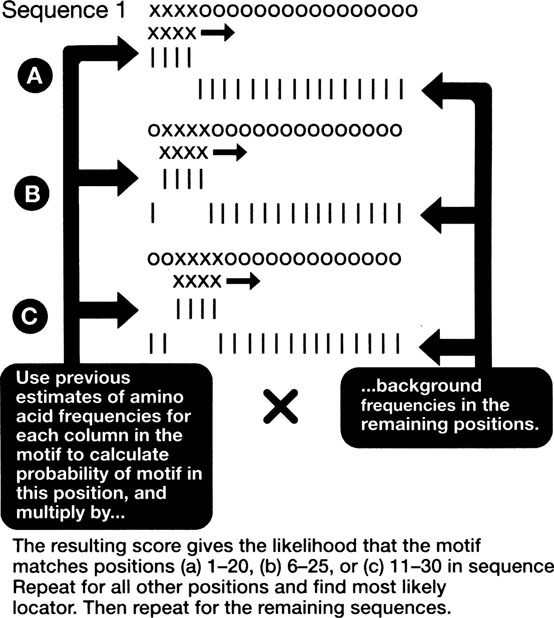 Sequence 1 xxxxooooooooooooooooo
xxxx
A
| | | |
| | | | | | | | | | | | | | | |
oxxxxooooooooooooooo
xxxx
B
| | | |
| | | | | | | | | | | | | | | |
ooxxxxoooooooooooooo
xxxx
C
| | | |
| | | | | | | | | | | | | | | | |
Use previous
estimates of amino
acid frequencies for
each column in the
motif to calculate
probability of motif in
this position, and
multiply by...
×
...background
frequencies in the
remaining positions.
The resulting score gives the likelihood that the motif
matches positions (a) 1–20, (b) 6–25, or (c) 11–30 in sequence
Repeat for all other positions and find most likely
locator. Then repeat for the remaining sequences.